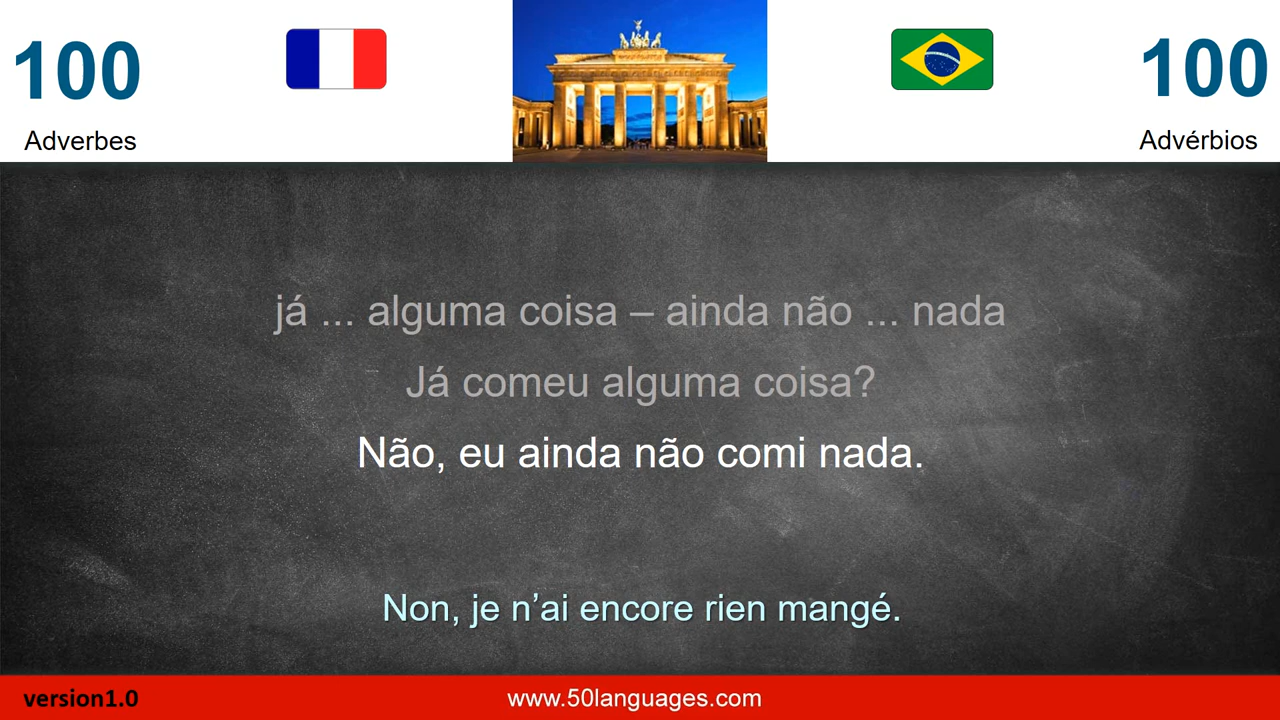 100
Adverbes
100
Advérbios
já ... alguma coisa – ainda não ... nada
Já comeu alguma coisa?
Não, eu ainda não comi nada.
Non, je n’ai encore rien mangé.
version1.0
www.50languages.com